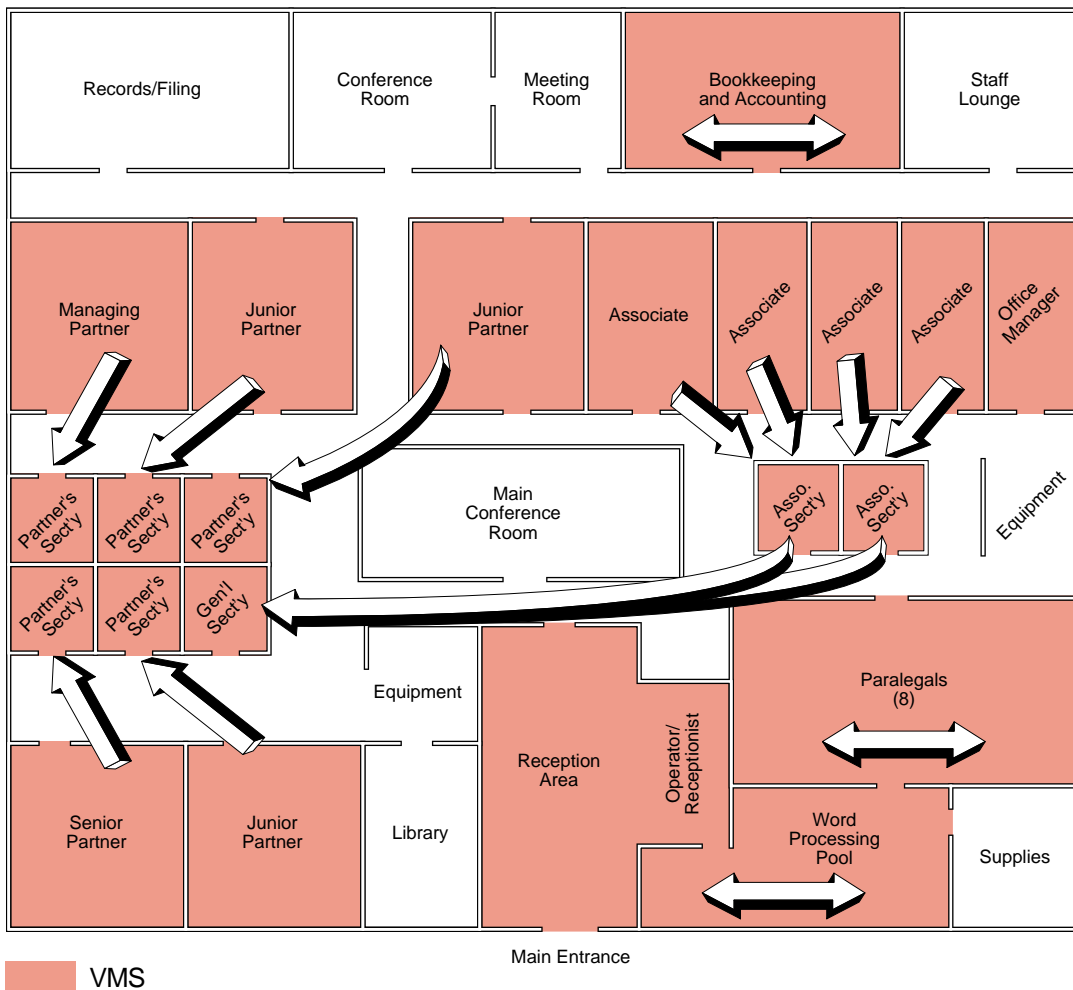 Records/Filing
Conference
Room
Meeting
Room
Bookkeeping
and Accounting
Staff
Lounge
Managing
Partner
Junior
Partner
Junior
Partner
Associate
Associate
Associate
Associate
Office
Manager
Partner's
Sect'y
Partner's
Sect'y
Partner's
Sect'y
Main
Conference
Room
Asso.
Sect'y
Asso.
Sect'y
Equipment
Partner's
Sect'y
Partner's
Sect'y
Gen'l
Sect'y
Equipment
Paralegals
(8)
Reception
Area
Operator/
Receptionist
Senior
Partner
Junior
Partner
Library
Word
Processing
Pool
Supplies
Main Entrance
VMS